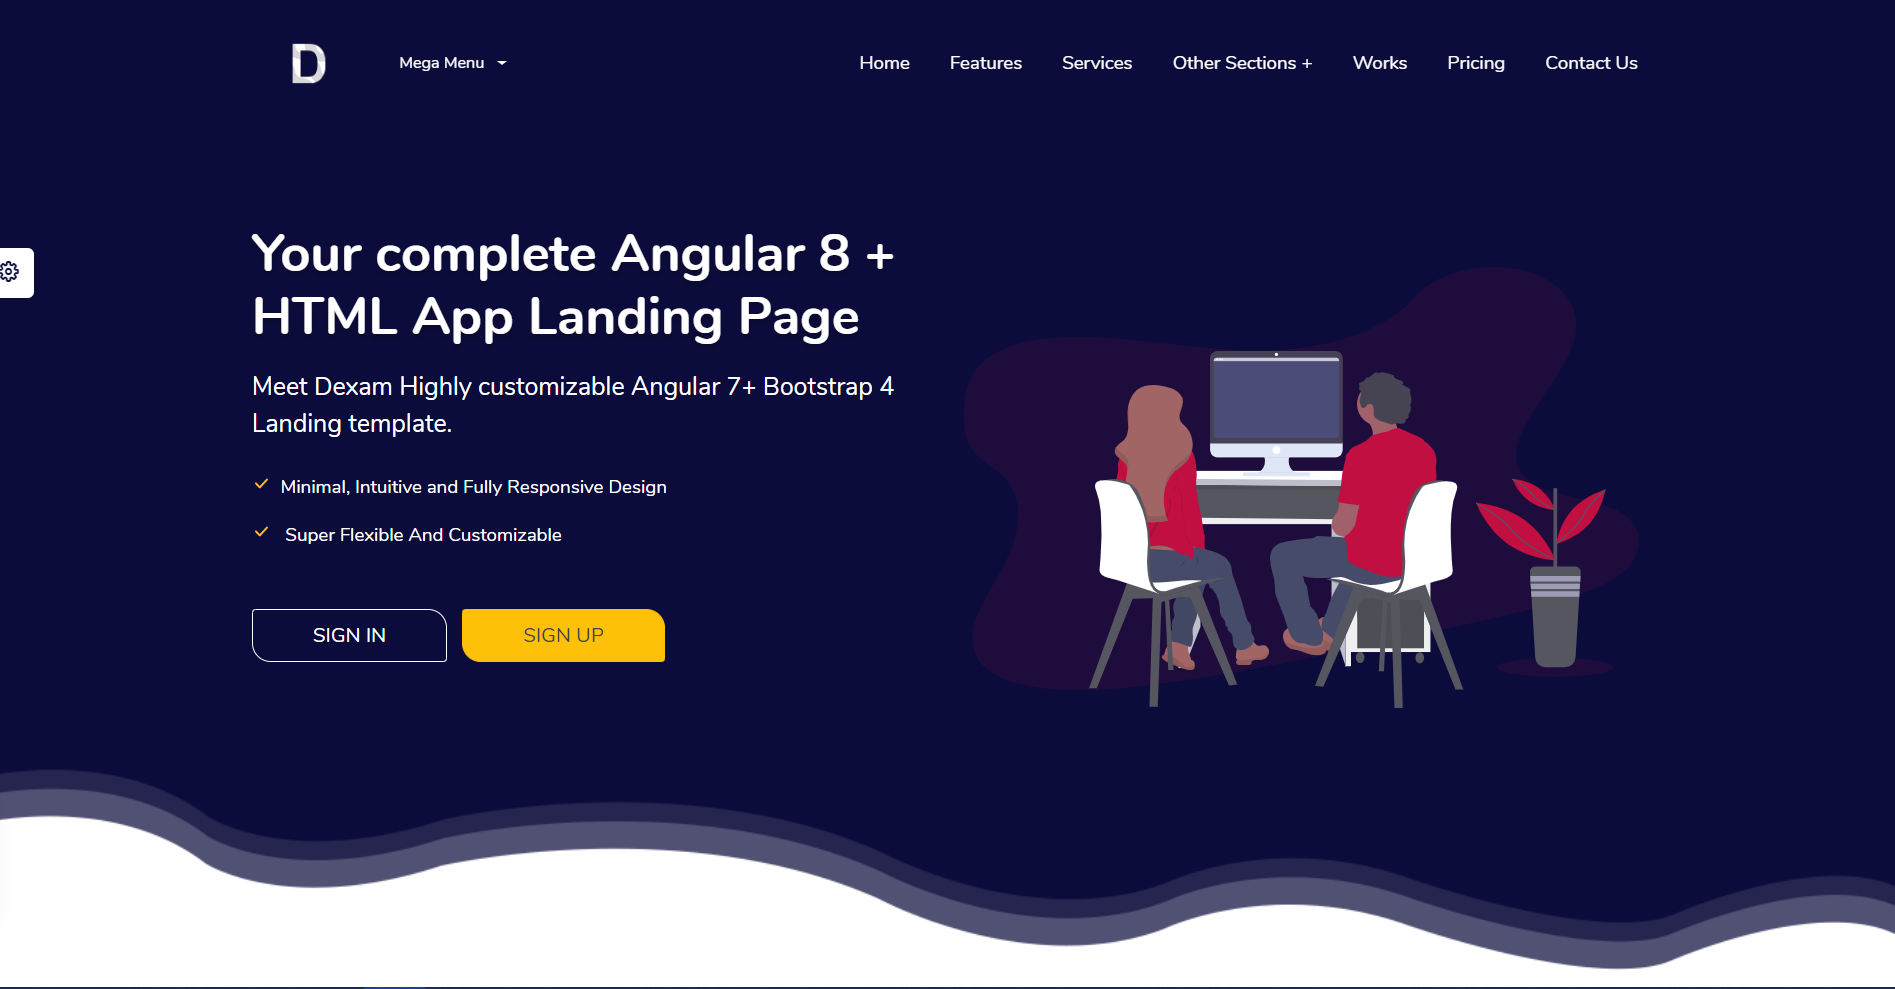 D
Mega Menu
Home Features Services Other Sections + Works Pricing Contact Us
Your complete Angular 8 +
HTML App Landing Page
Meet Dexam Highly customizable Angular 7+ Bootstrap 4
Landing template.
Minimal, Intuitive and Fully Responsive Design
Super Flexible And Customizable
SIGN IN SIGN UP